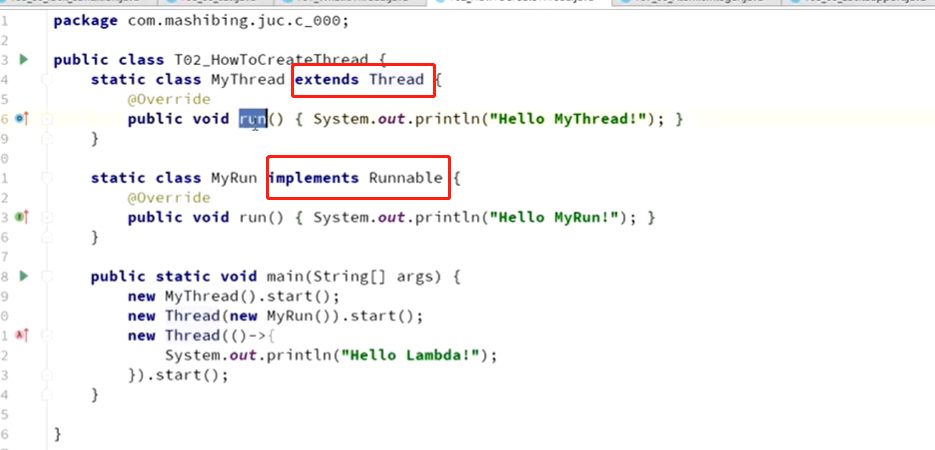 package com.mashibing.juc.c_000;
public class T02_HowToCreateThread {
static class MyThread extends Thread {
@Override
public void run() { System.out.println("Hello MyThread!"); }
}
static class MyRun implements Runnable {
@Override
public void run() { System.out.println("Hello MyRun!"); }
}
public static void main(String[] args) {
new MyThread().start();
new Thread(new MyRun()).start();
new Thread(()->{
System.out.println("Hello Lambda!");
}).start();
}
}